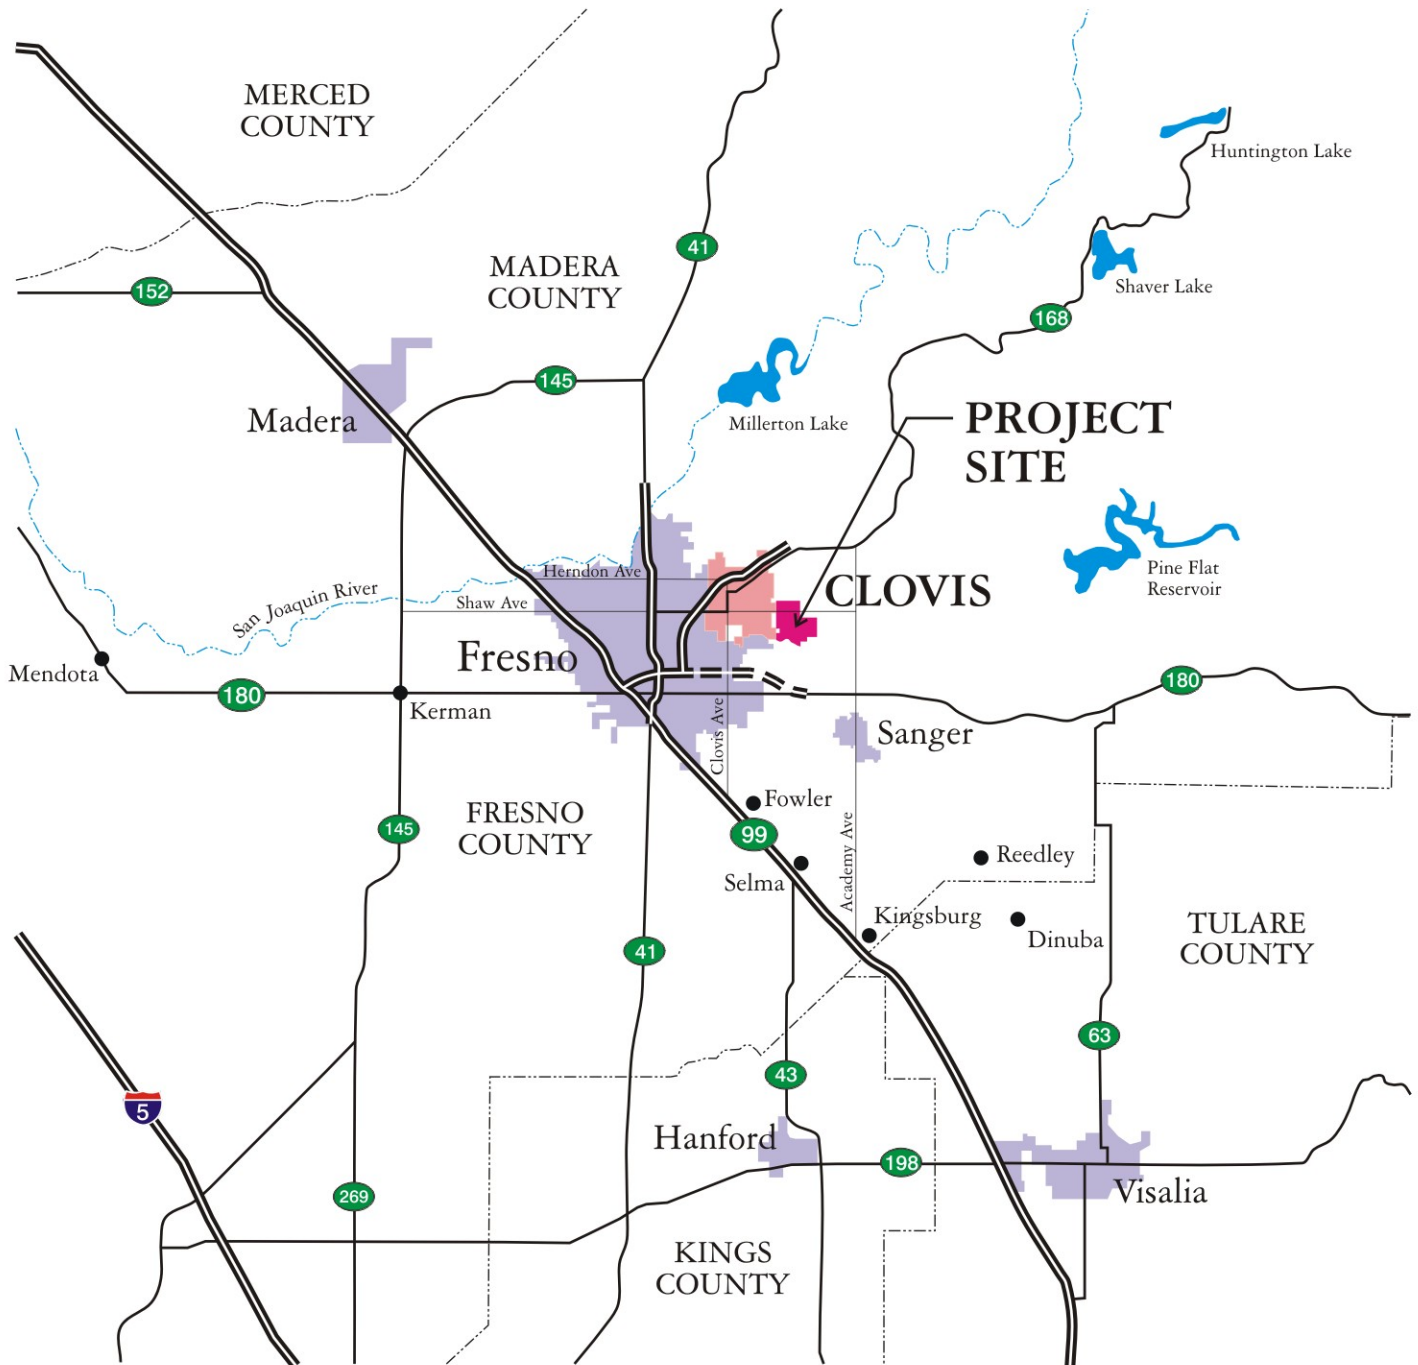 MERCED
COUNTY
Huntington Lake
41
MADERA
COUNTY
152
Shaver Lake
168
145
Madera
Millerton Lake
PROJECT
SITE
Pine Flat
Reservoir
Herndon Ave
San Joaquin River
Shaw Ave
CLOVIS
Fresno
Mendota
180
180
Kerman
Clovis Ave
Sanger
FRESNO
COUNTY
Fowler
145
99
Academy Ave
Selma
Reedley
Kingsburg
Dinuba
TULARE
COUNTY
41
63
43
5
Hanford
198
Visalia
269
KINGS
COUNTY